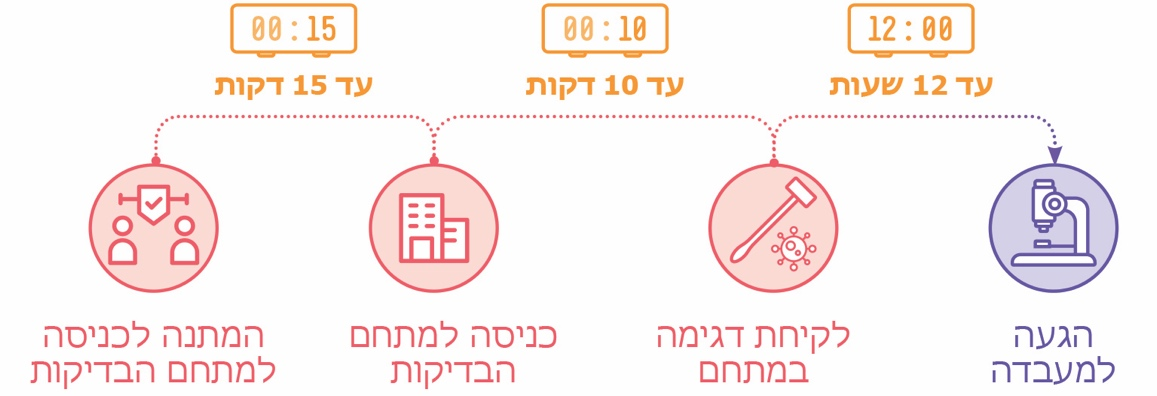 00:15
עד 15 דקות
00:10
עד 10 דקות
12:00
עד 12 שעות
המתנה לכניסה
למתחם הבדיקות
כניסה למתחם
הבדיקות
לקיחת דגימה
במתחם
הגעה
למעבדה